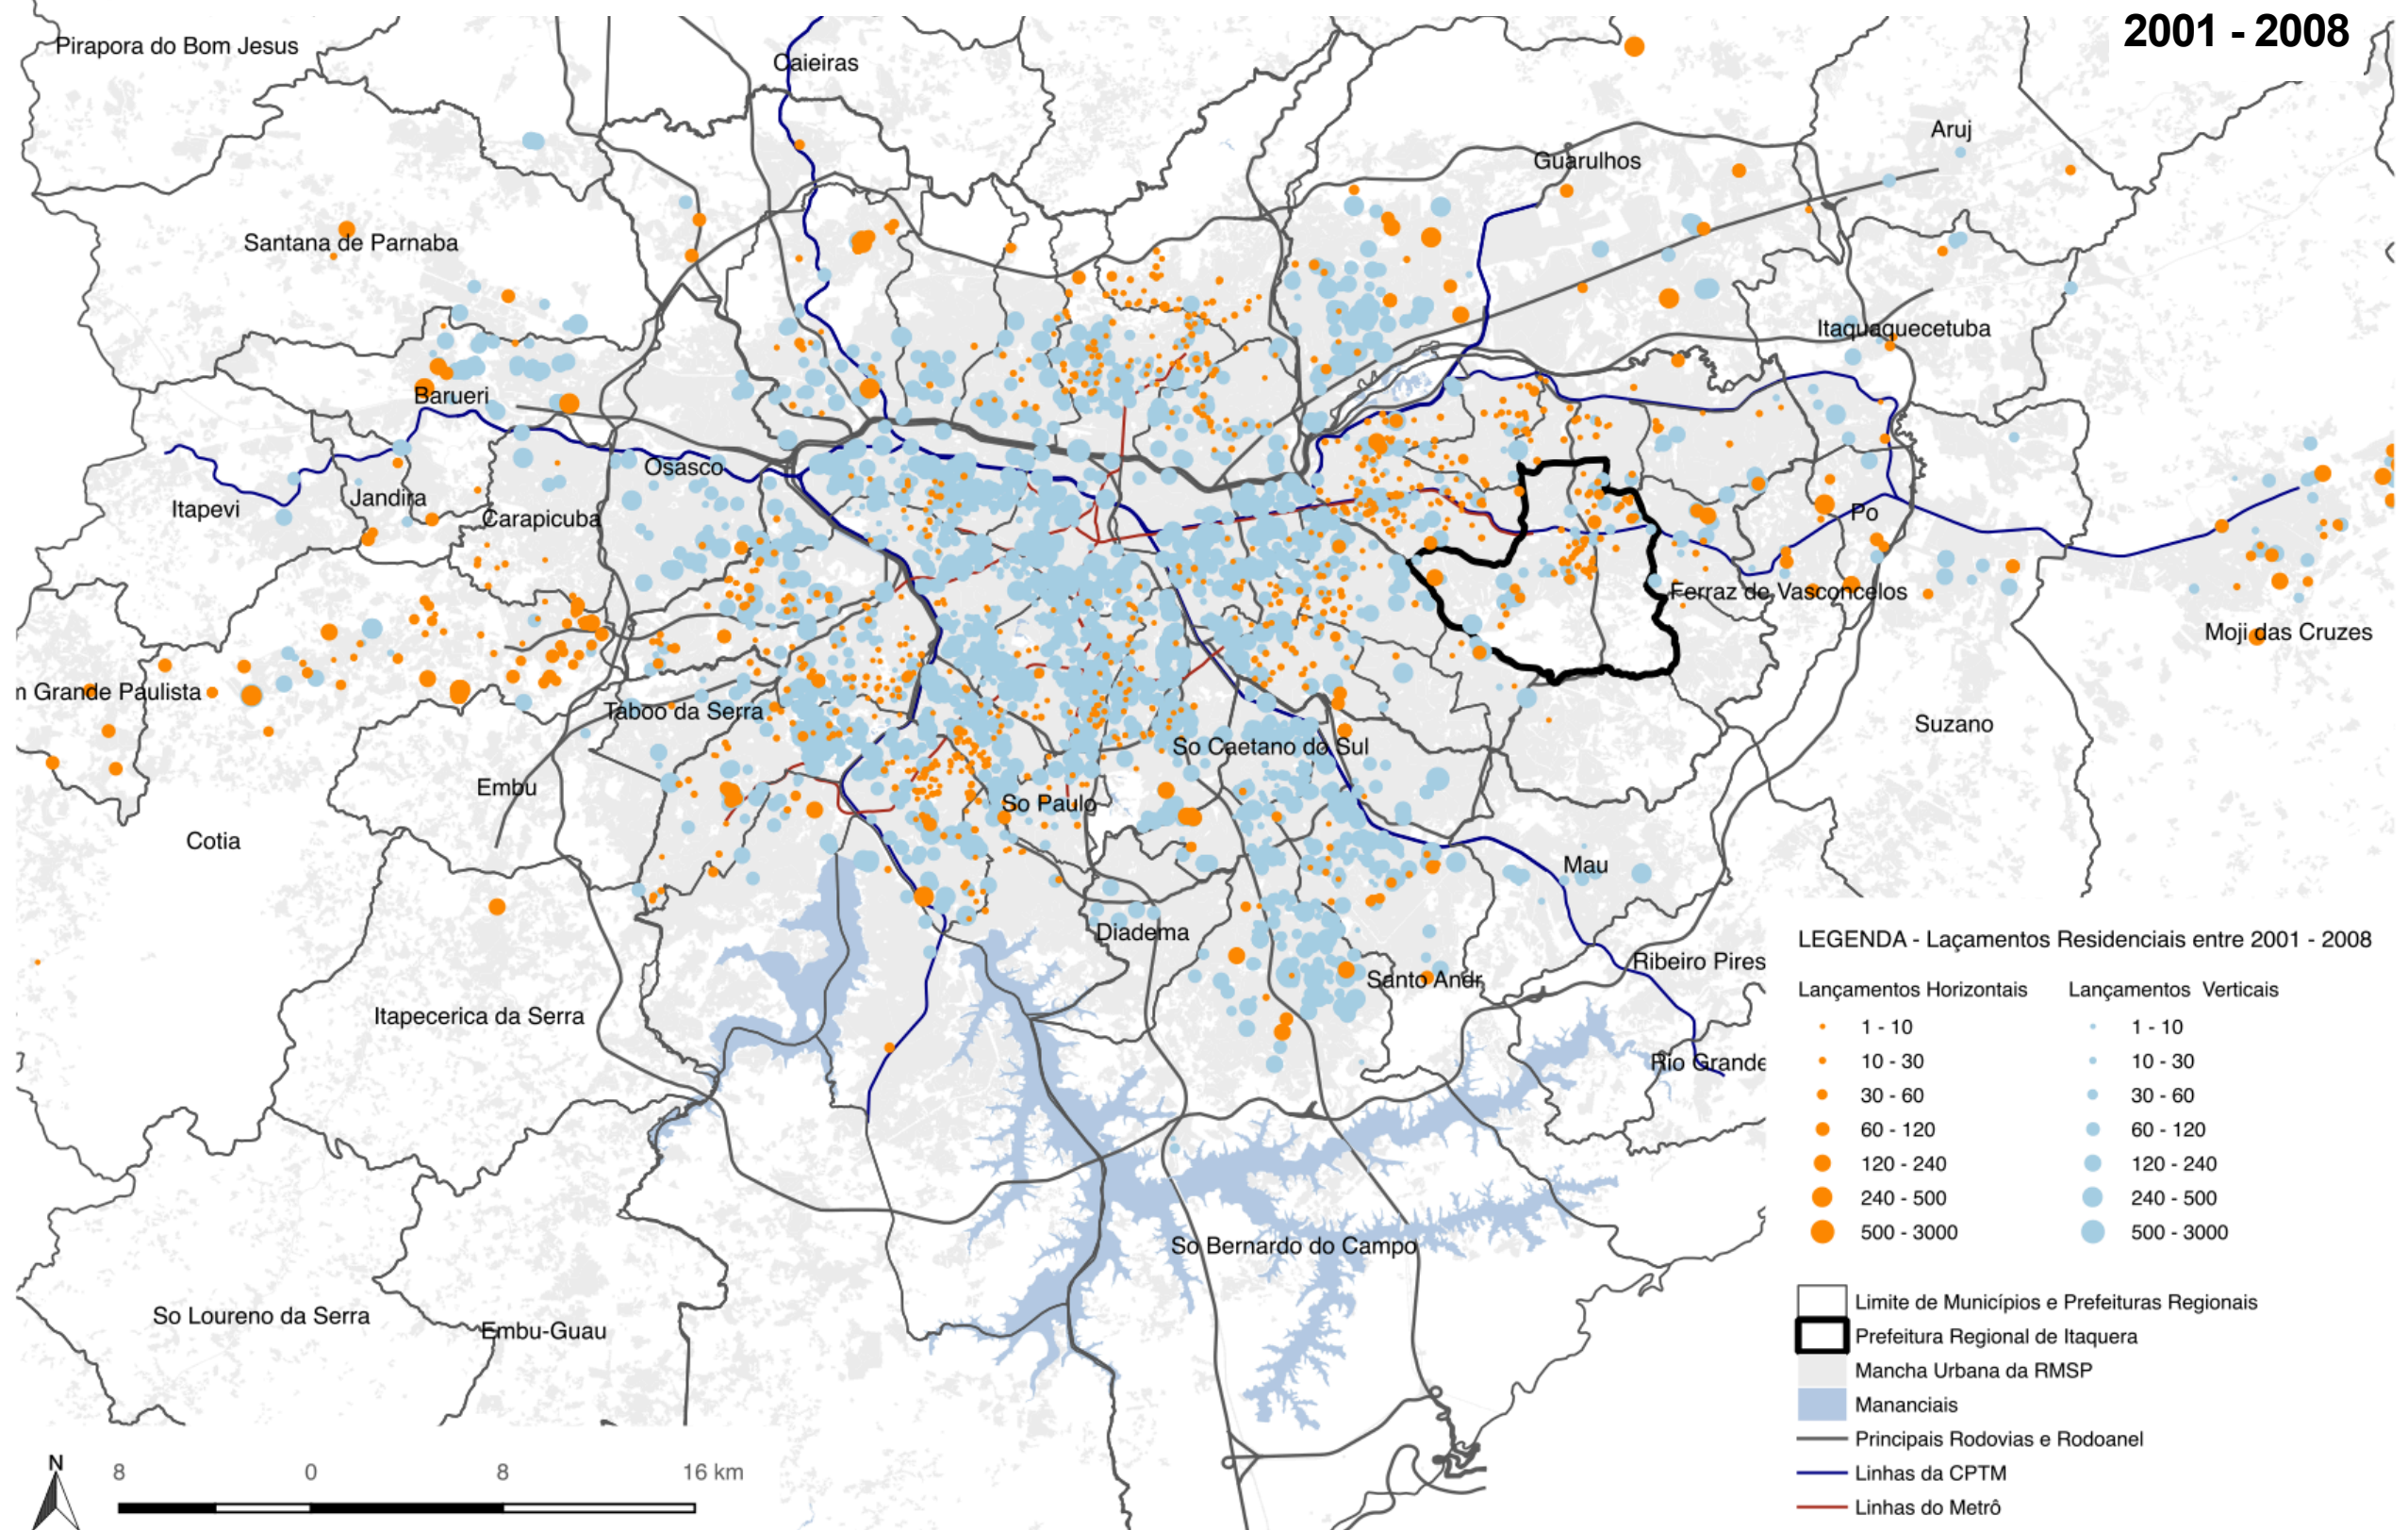 2001 - 2008
Pirapora do Bom Jesus
Caieiras
Aruj
Guarulhos
Santana de Parnaba
Itaquaquecetuba
Barueri
Osasco
Itapevi
Jandira
Carapicuba
Po
Ferraz de Vasconcelos
Moji das Cruzes
n Grande Paulista
Taboo da Serra
Suzano
So Caetano do Sul
Embu
So Paulo
Cotia
Mau
Diadema
LEGENDA - Laçamentos Residenciais entre 2001 - 2008
Ribeiro Pires
Santo Andr
Lançamentos Horizontais
Lançamentos Verticais
Itapecerica da Serra
1 - 10
1 - 10
10 - 30
10 - 30
Rio Grande
30 - 60
30 - 60
60 - 120
60 - 120
120 - 240
120 - 240
240 - 500
240 - 500
500 - 3000
500 - 3000
So Bernardo do Campo
So Loureno da Serra
Embu-Guau
Limite de Municípios e Prefeituras Regionais
Prefeitura Regional de Itaquera
Mancha Urbana da RMSP
Mananciais
Principais Rodovias e Rodoanel
Linhas da CPTM
Linhas do Metrô
N
8 0 8 16 km